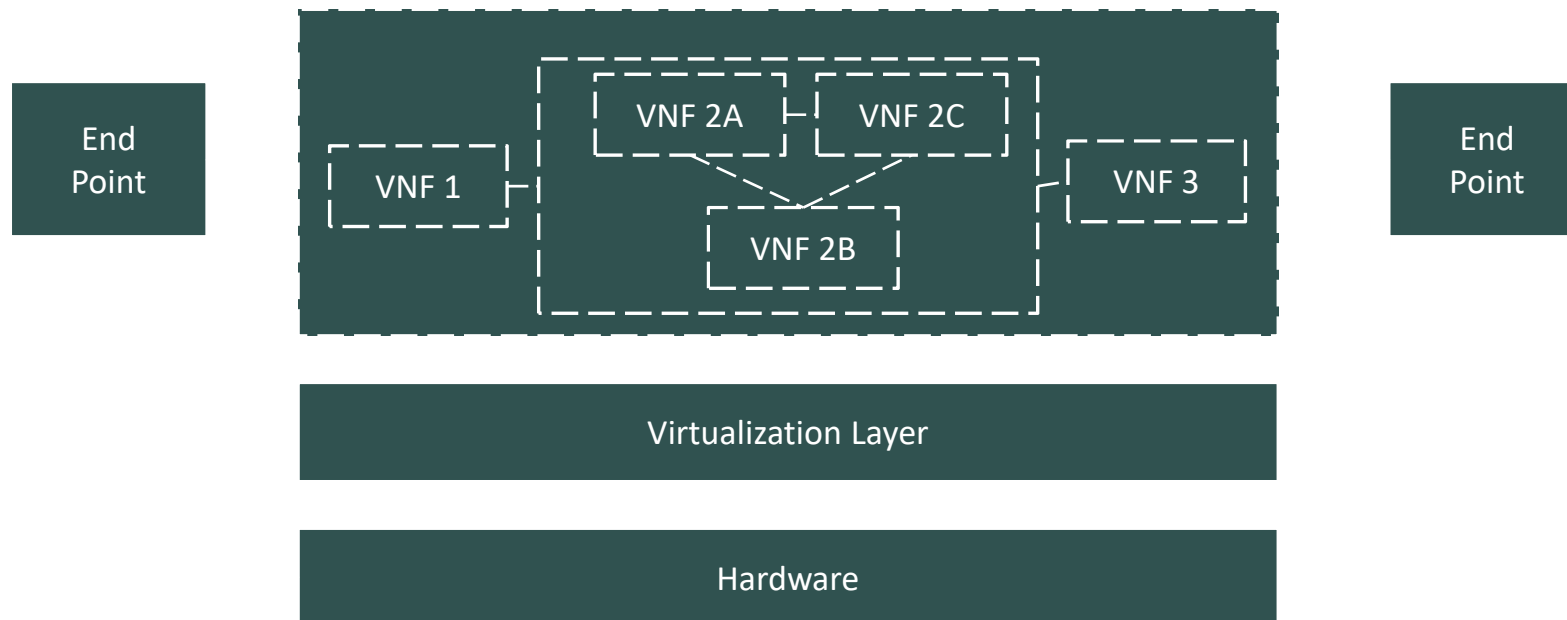 End
Point
VNF 1
VNF 2A
VNF 2C
VNF 2B
VNF 3
End
Point
Virtualization Layer
Hardware